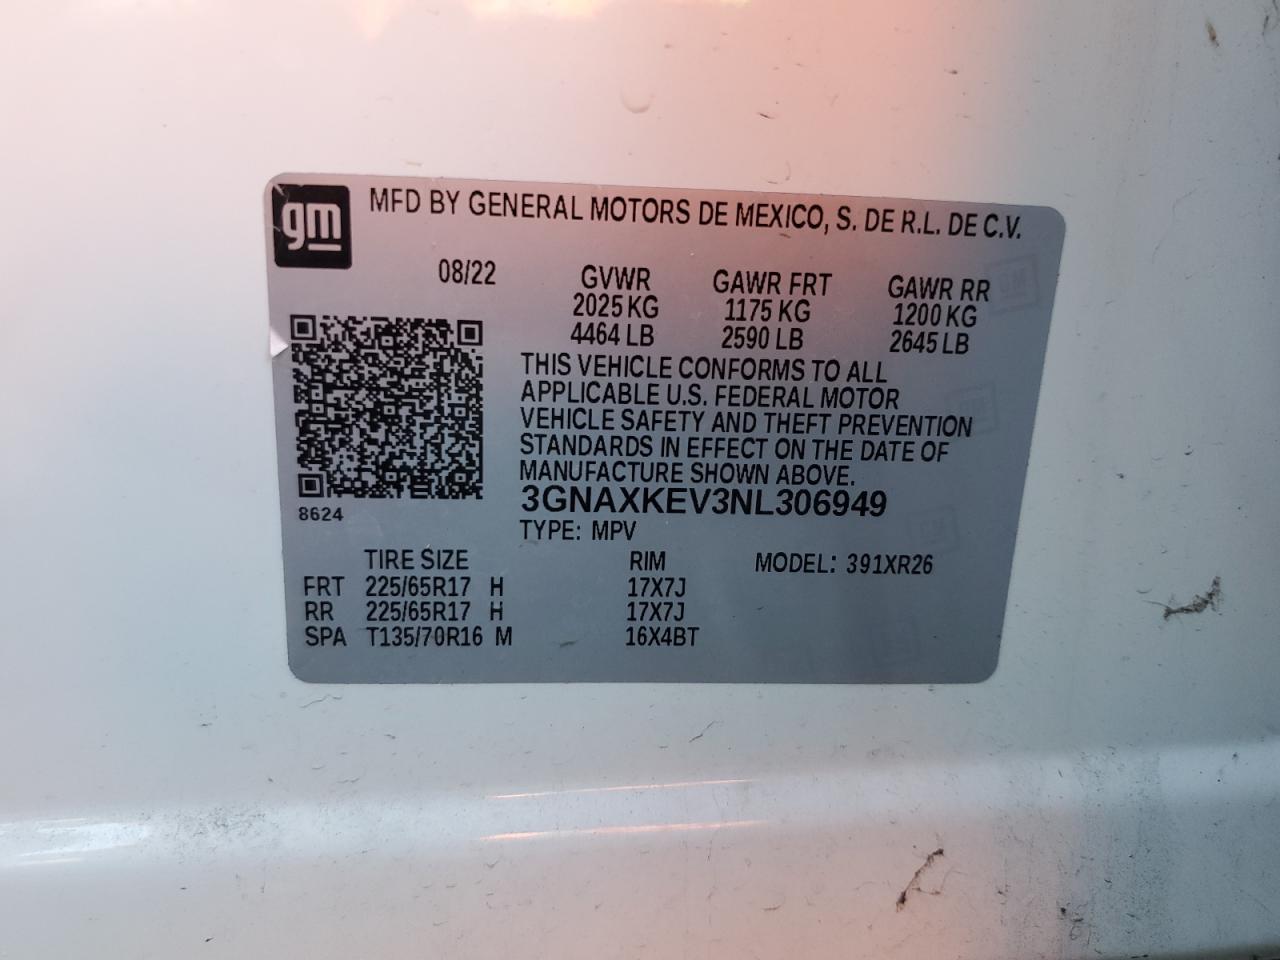 gm
MFD BY GENERAL MOTORS DE MEXICO, S. DE R.L. DE C.V.
08/22 GVWR GAWR FRT GAWR RR
2025 KG 1175 KG 1200 KG
4464 LB 2590 LB 2645 LB
THIS VEHICLE CONFORMS TO ALL
APPLICABLE U.S. FEDERAL MOTOR
VEHICLE SAFETY AND THEFT PREVENTION
STANDARDS IN EFFECT ON THE DATE OF
MANUFACTURE SHOWN ABOVE.
3GNAXKEV3NL306949
8624
TYPE: MPV
TIRE SIZE RIM MODEL: 391XR26
FRT 225/65R17 H 17X7J
RR 225/65R17 H 17X7J
SPA T135/70R16 M 16X4BT